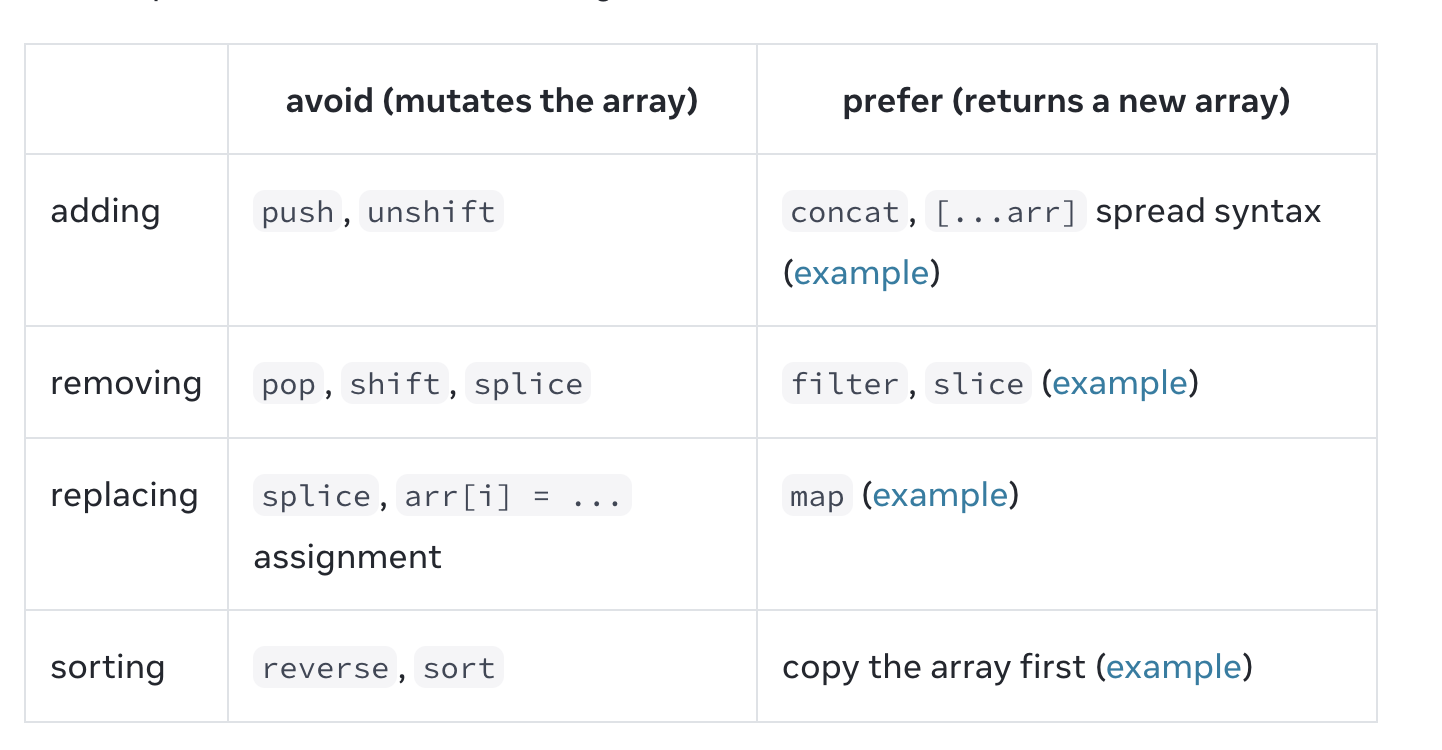 avoid (mutates the array)
prefer (returns a new array)
adding
push, unshift
concat, [...arr] spread syntax
(example)
removing
pop, shift, splice
filter, slice (example)
replacing
splice, arr[i] = ...
assignment
map (example)
sorting
reverse, sort
copy the array first (example)